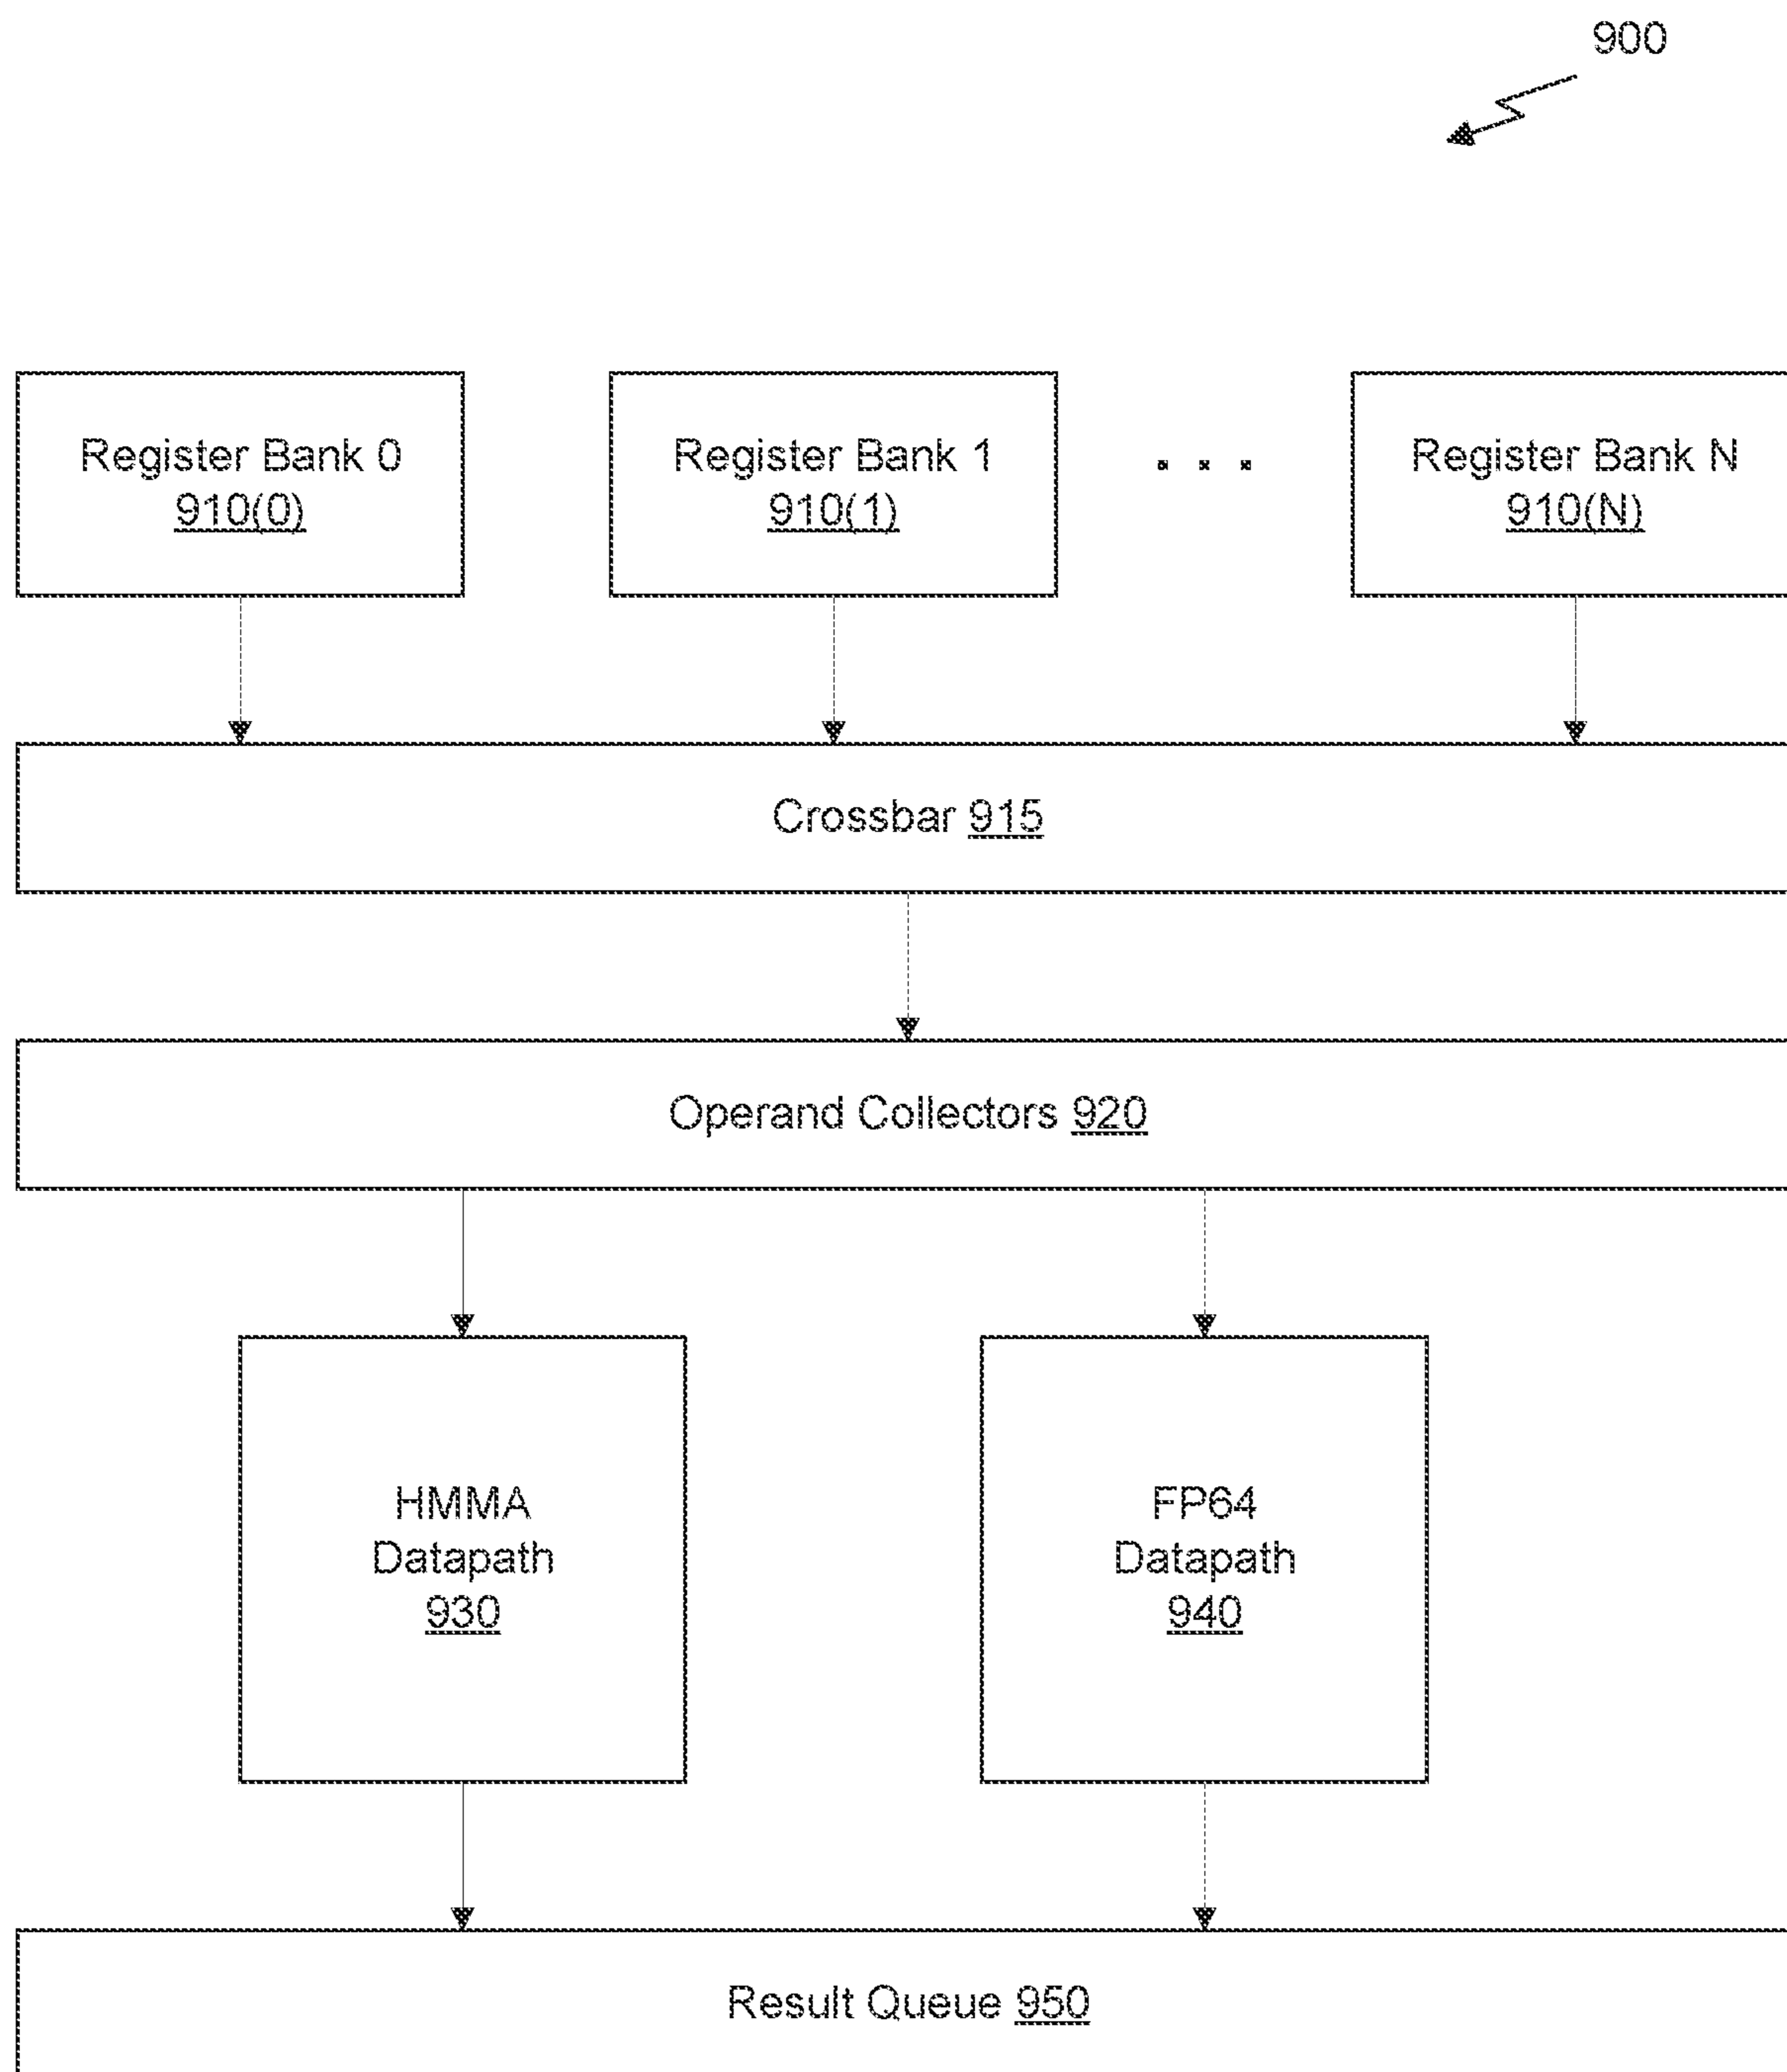 900
Register Bank 0
910(0)
Register Bank 1
910(1)
. . .
Register Bank N
910(N)
Crossbar 915
Operand Collectors 920
HMMA
Datapath
930
FP64
Datapath
940
Result Queue 950